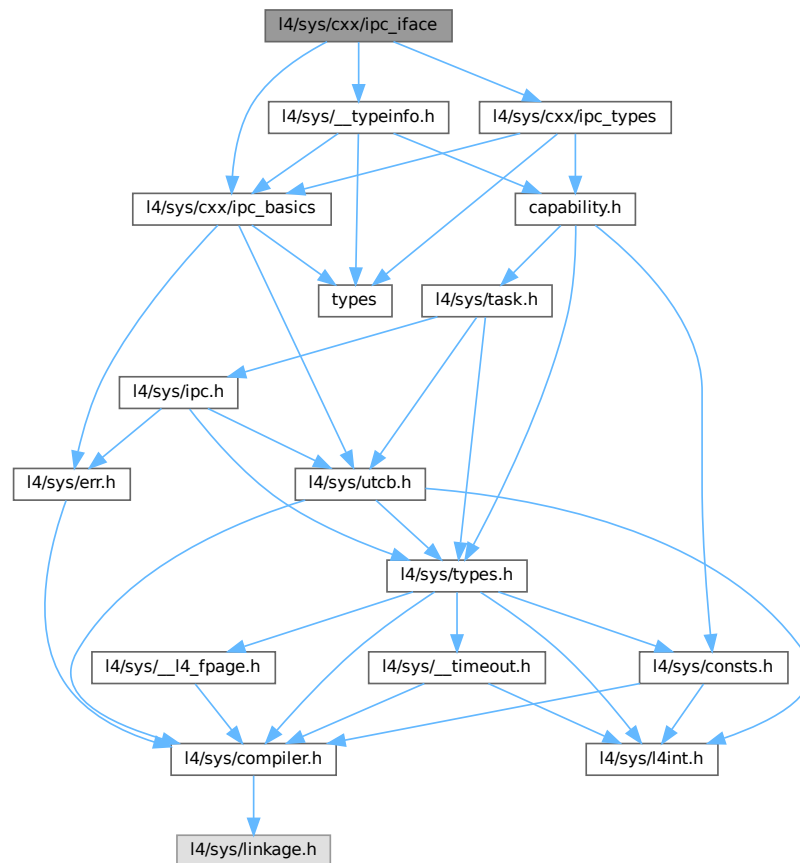 l4/sys/cxx/ipc_iface
l4/sys/__typeinfo.h
l4/sys/cxx/ipc_types
l4/sys/cxx/ipc_basics
capability.h
types
l4/sys/task.h
l4/sys/ipc.h
l4/sys/err.h
l4/sys/utcb.h
l4/sys/types.h
l4/sys/__l4_fpage.h
l4/sys/__timeout.h
l4/sys/consts.h
l4/sys/compiler.h
l4/sys/l4int.h
l4/sys/linkage.h